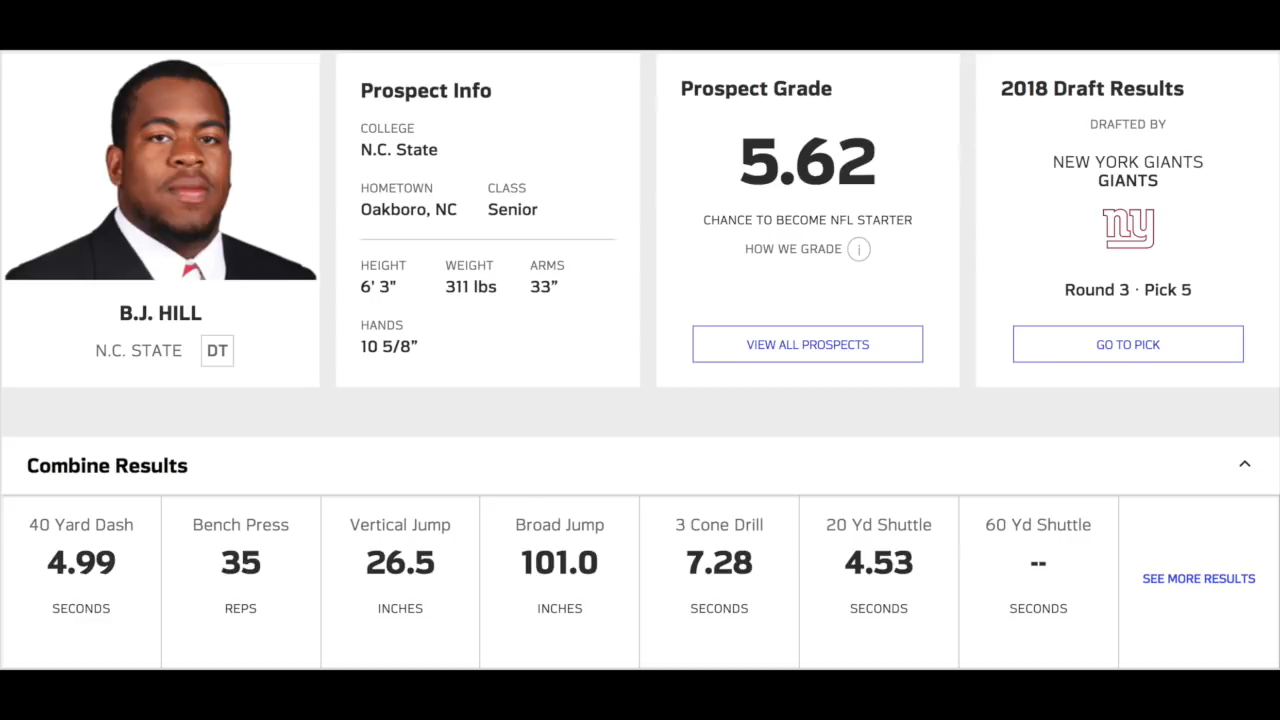 B.J. HILL
N.C. STATE DT
Prospect Info
COLLEGE
N.C. State
HOMETOWN CLASS
Oakboro, NC Senior
HEIGHT WEIGHT ARMS
6' 3" 311 lbs 33”
HANDS
10 5/8”
Prospect Grade
5.62
CHANCE TO BECOME NFL STARTER
HOW WE GRADE i
VIEW ALL PROSPECTS
2018 Draft Results
DRAFTED BY
NEW YORK GIANTS
GIANTS
ny
Round 3 · Pick 5
GO TO PICK
Combine Results
40 Yard Dash Bench Press Vertical Jump Broad Jump 3 Cone Drill 20 Yd Shuttle 60 Yd Shuttle
4.99 35 26.5 101.0 7.28 4.53 --
SEE MORE RESULTS
SECONDS REPS INCHES INCHES SECONDS SECONDS SECONDS